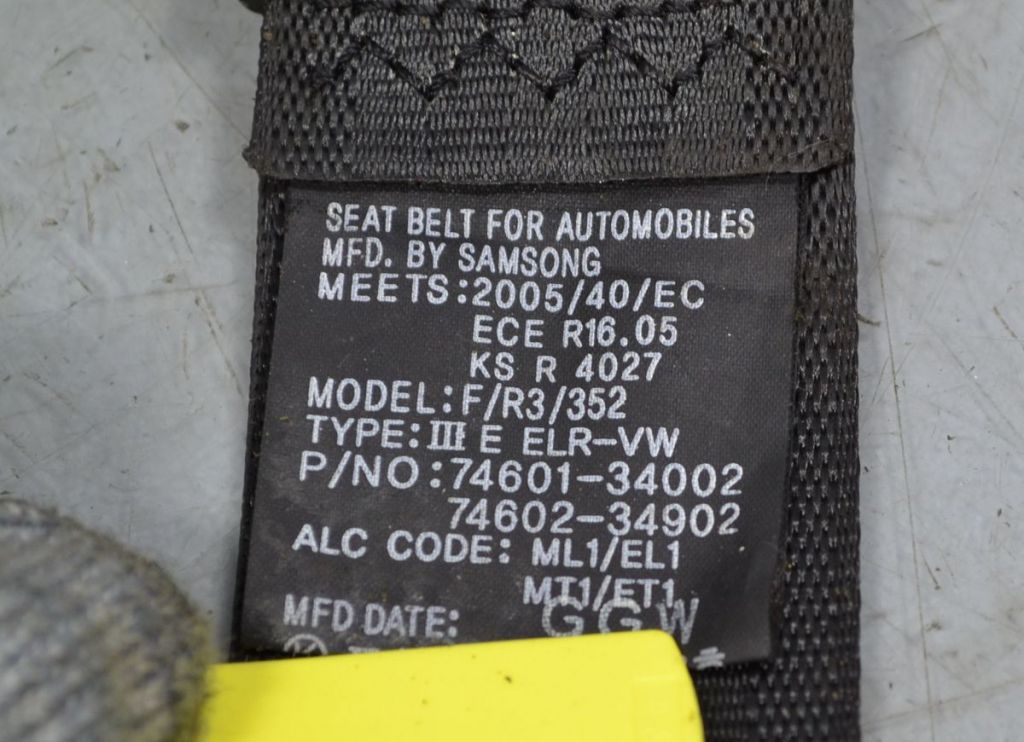 SEAT BELT FOR AUTOMOBILES
MFD. BY SAMSONG
MEETS:2005/40/EC
ECE R16.05
KS R 4027
MODEL:F/R3/352
TYPE:III E ELR-VW
P/NO:74601-34002
74602-34902
ALC CODE: ML1/EL1
MT1/ET1
MFD DATE: GGW